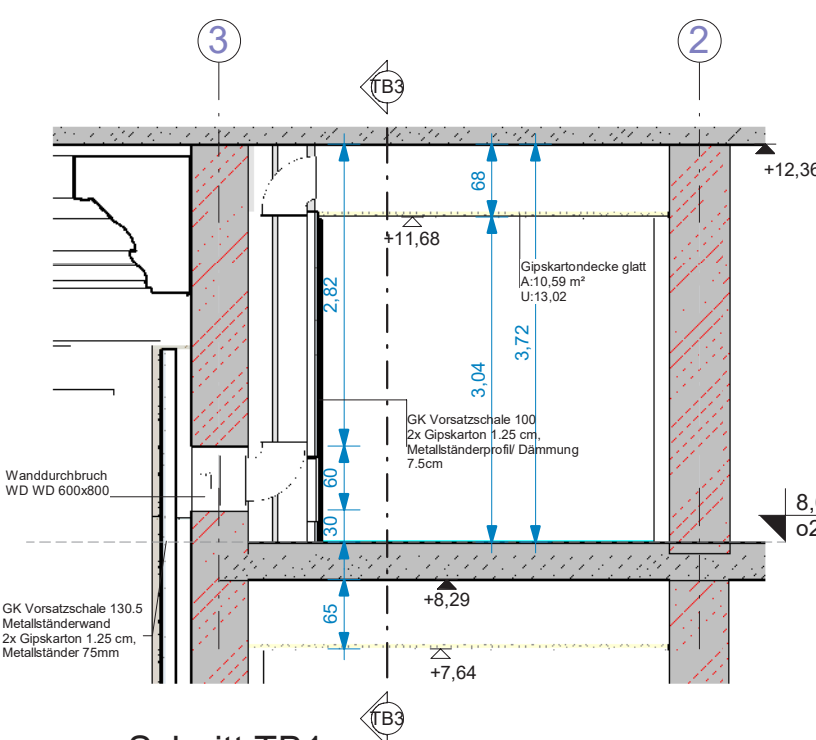 3
2
TB3
+12,36
68
+11,68
Gipskartondecke glatt
A:10,59 m²
U:13,02
2,82
3,04
3,72
GK Vorsatzschale 100
2x Gipskarton 1.25 cm,
Metallständerprofil/ Dämmung
7.5cm
Wanddurchbruch
WD WD 600x800
60
30
+8,29
GK Vorsatzschale 130.5
Metallständerwand
2x Gipskarton 1.25 cm,
Metallständer 75mm
65
+7,64
TB3